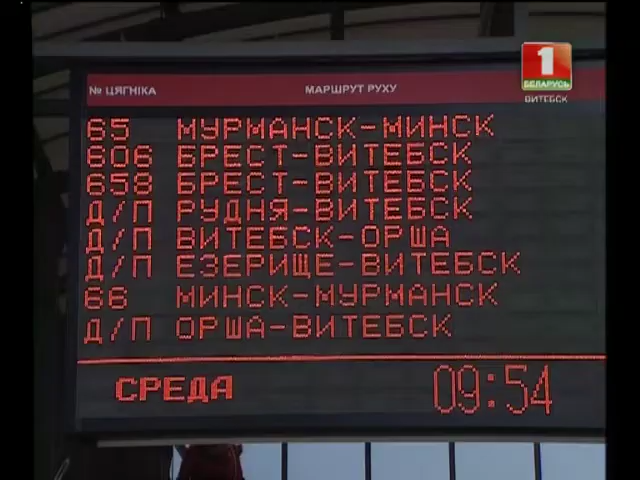 1
БЕЛАРУСЬ
ВИТЕБСК
№ ЦЯГНІКА МАРШРУТ РУХУ
65 МУРМАНСК-МИНСК
606 БРЕСТ-ВИТЕБСК
658 БРЕСТ-ВИТЕБСК
Д/П РУДНЯ-ВИТЕБСК
Д/П ВИТЕБСК-ОРША
Д/П ЕЗЕРИЩЕ-ВИТЕБСК
66 МИНСК-МУРМАНСК
Д/П ОРША-ВИТЕБСК
СРЕДА 09:54